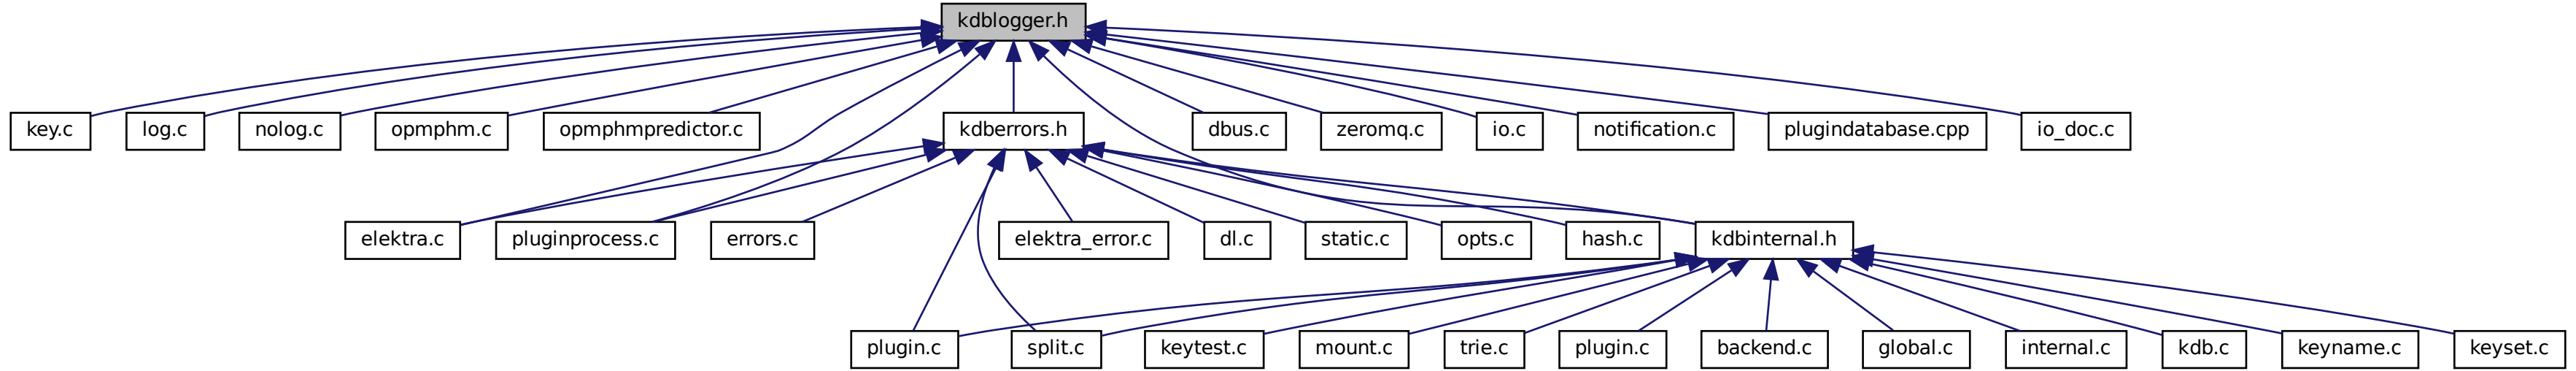 kdblogger.h
key.c
log.c
nolog.c
opmphm.c
opmphmpredictor.c
kdberrors.h
dbus.c
zeromq.c
io.c
notification.c
plugindatabase.cpp
io_doc.c
elektra.c
pluginprocess.c
errors.c
elektra_error.c
dl.c
static.c
opts.c
hash.c
kdbinternal.h
plugin.c
split.c
keytest.c
mount.c
trie.c
plugin.c
backend.c
global.c
internal.c
kdb.c
keyname.c
keyset.c